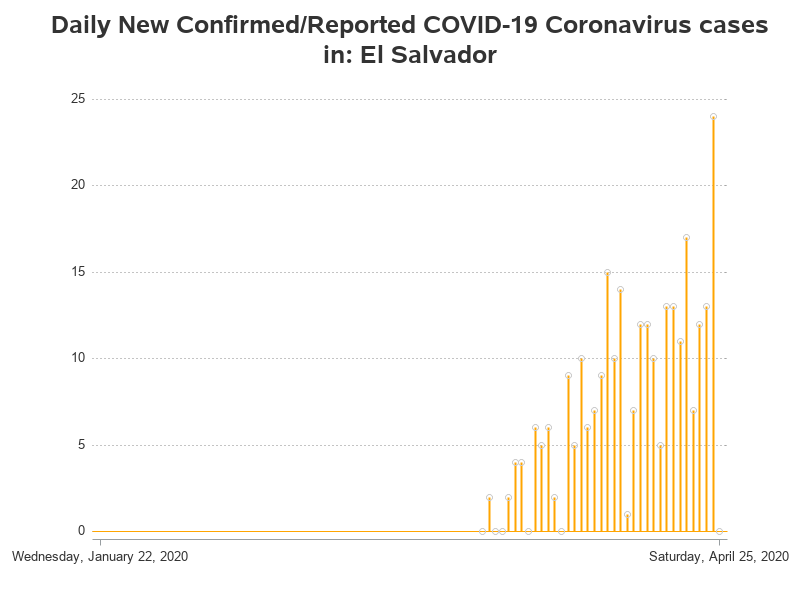 Daily New Confirmed/Reported COVID-19 Coronavirus cases
in: El Salvador
25
20
15
10
5
0
Wednesday, January 22, 2020
Saturday, April 25, 2020